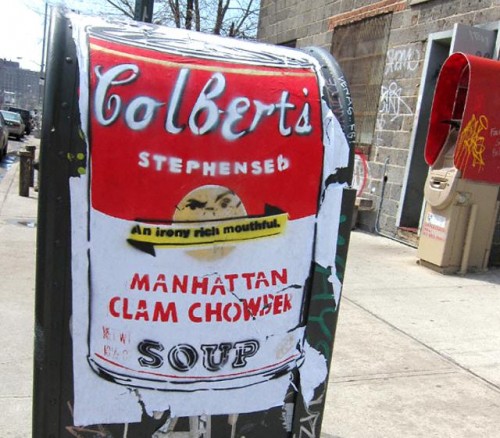 Colbert's
STEPHENSED
An irony rich mouthful.
MANHATTAN
CLAM CHOWDER
SOUP